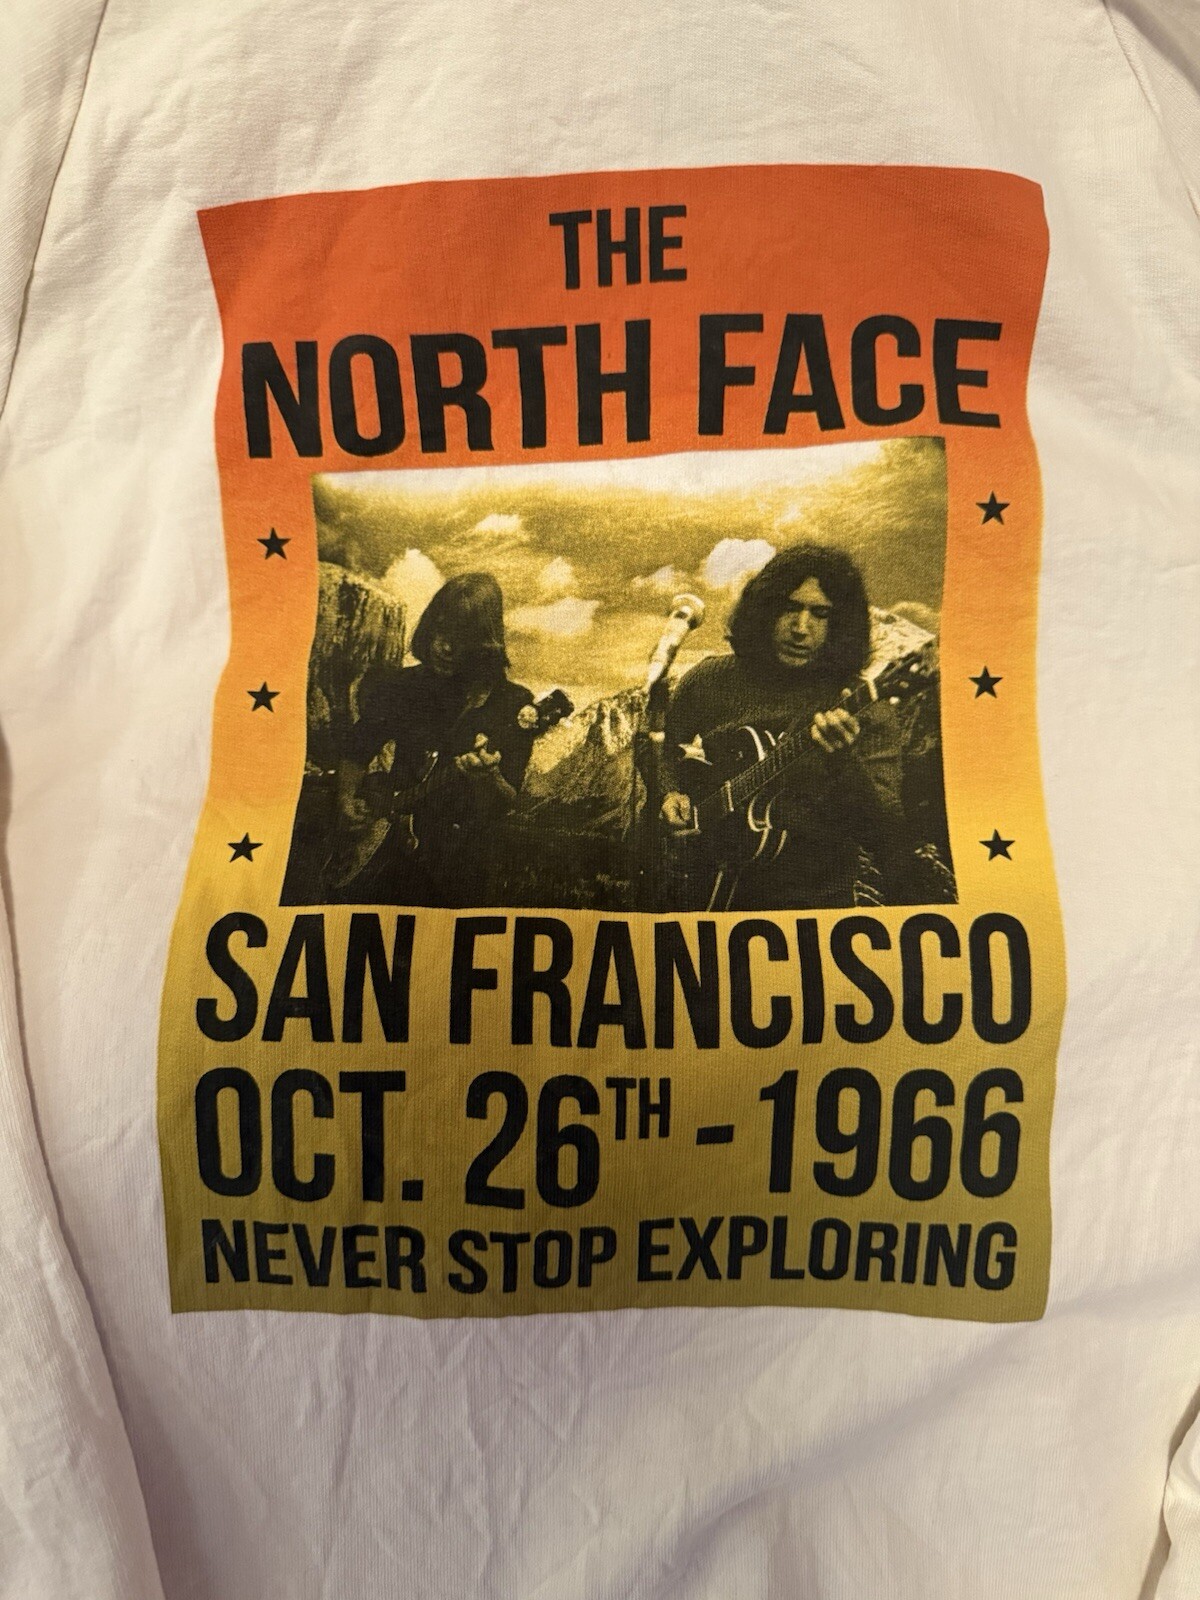 THE
NORTH FACE
SAN FRANCISCO
OCT. 26TH - 1966
NEVER STOP EXPLORING